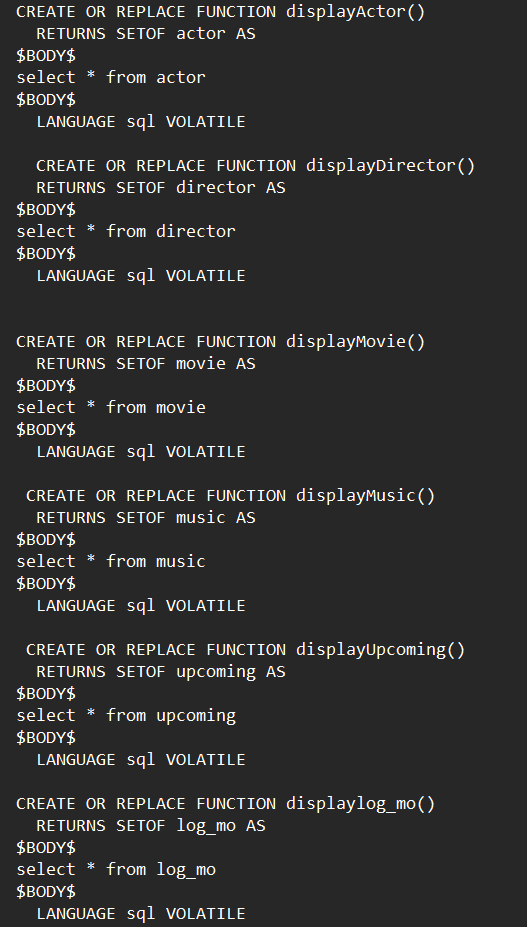 CREATE OR REPLACE FUNCTION displayActor()
  RETURNS SETOF actor AS
$BODY$
select * from actor
$BODY$
  LANGUAGE sql VOLATILE

  CREATE OR REPLACE FUNCTION displayDirector()
  RETURNS SETOF director AS
$BODY$
select * from director
$BODY$
  LANGUAGE sql VOLATILE


CREATE OR REPLACE FUNCTION displayMovie()
  RETURNS SETOF movie AS
$BODY$
select * from movie
$BODY$
  LANGUAGE sql VOLATILE

 CREATE OR REPLACE FUNCTION displayMusic()
  RETURNS SETOF music AS
$BODY$
select * from music
$BODY$
  LANGUAGE sql VOLATILE

 CREATE OR REPLACE FUNCTION displayUpcoming()
  RETURNS SETOF upcoming AS
$BODY$
select * from upcoming
$BODY$
  LANGUAGE sql VOLATILE

CREATE OR REPLACE FUNCTION displaylog_mo()
  RETURNS SETOF log_mo AS
$BODY$
select * from log_mo
$BODY$
  LANGUAGE sql VOLATILE